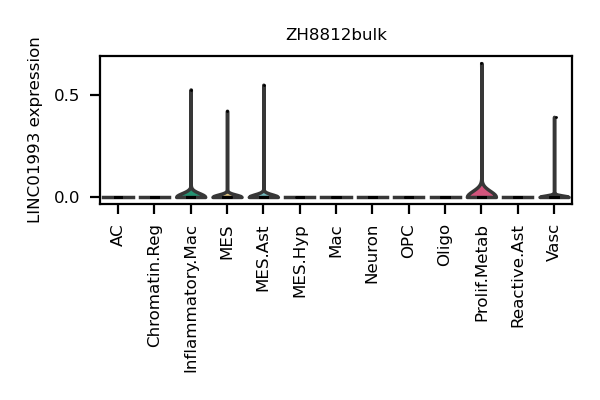 ZH8812bulk
LINC01993 expression
0.5
0.0
AC
Chromatin.Reg
Inflammatory.Mac
MES
MES.Ast
MES.Hyp
Mac
Neuron
OPC
Oligo
Prolif.Metab
Reactive.Ast
Vasc